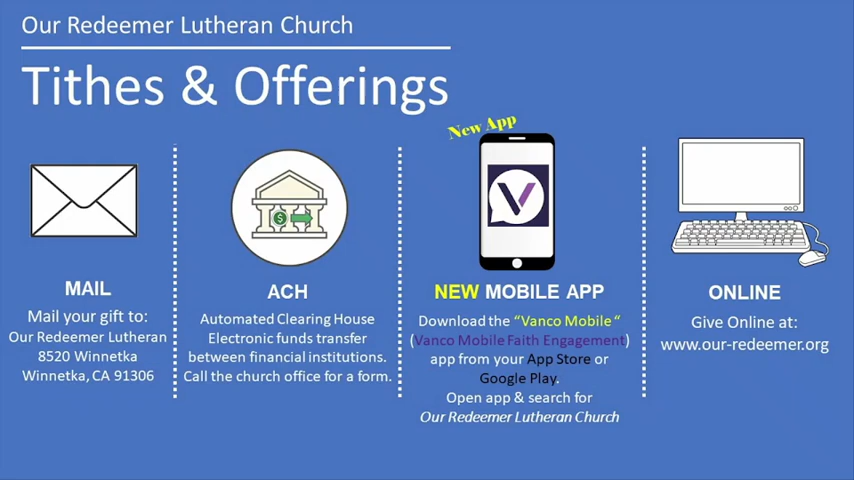 Our Redeemer Lutheran Church
Tithes & Offerings
MAIL
Mail your gift to:
Our Redeemer Lutheran
8520 Winnetka
Winnetka, CA 91306
$
ACH
Automated Clearing House
Electronic funds transfer
between financial institutions.
Call the church office for a form.
New App
V
NEW MOBILE APP
Download the “Vanco Mobile “
(Vanco Mobile Faith Engagement)
app from your App Store or
Google Play.
Open app & search for
Our Redeemer Lutheran Church
ONLINE
Give Online at:
www.our-redeemer.org